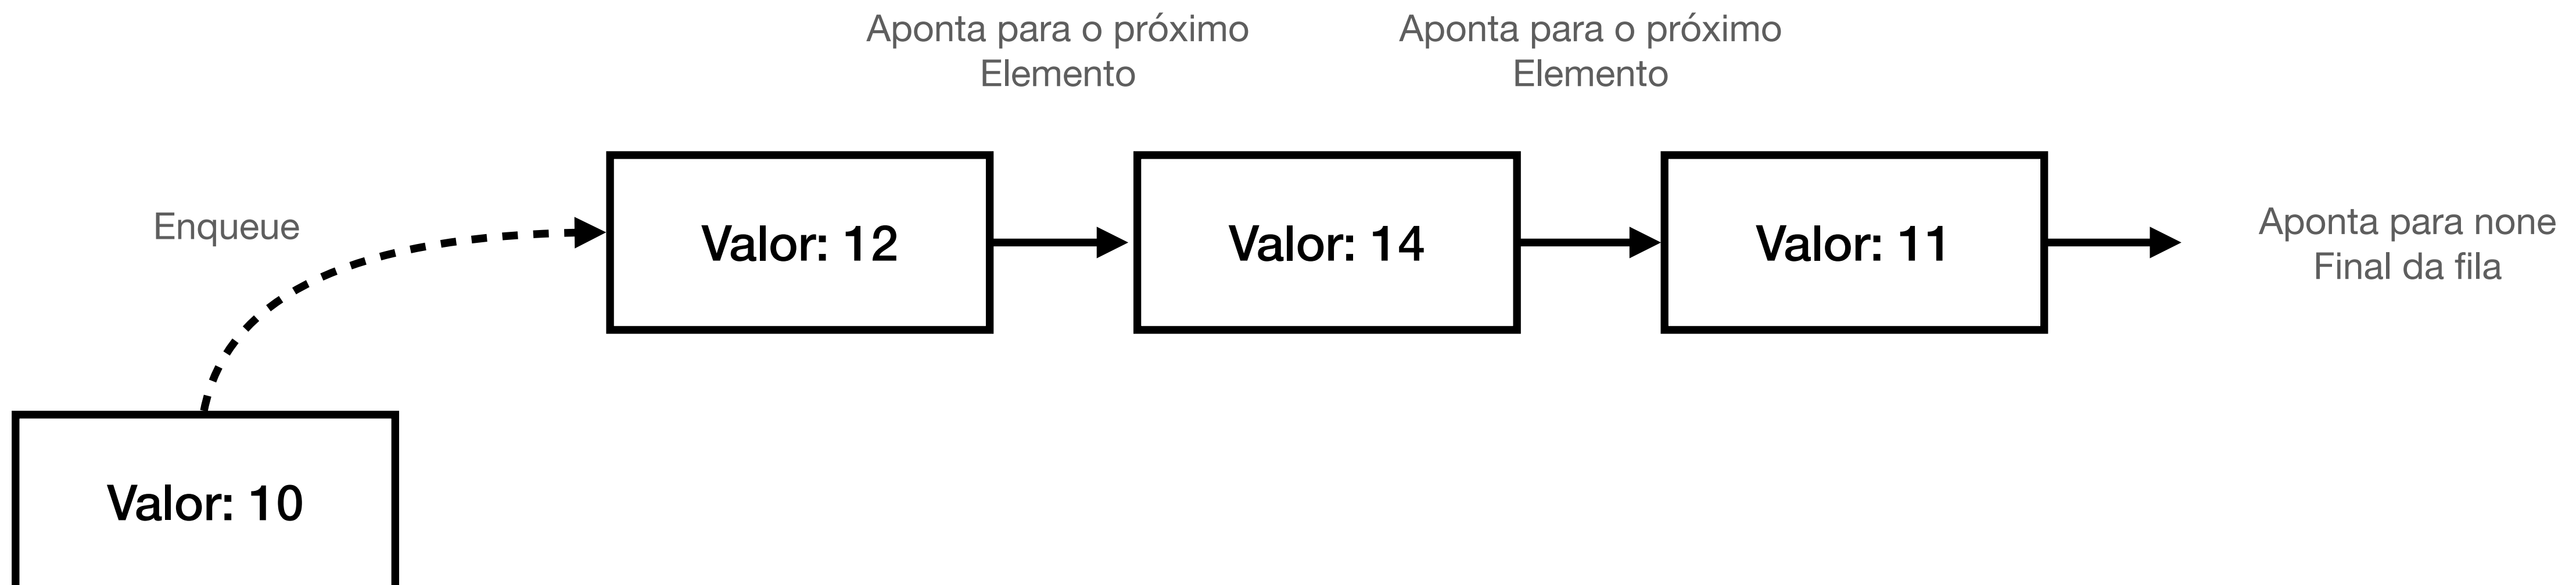 Aponta para o próximo
Elemento
Aponta para o próximo
Elemento
Enqueue
Valor: 12
Valor: 14
Valor: 11
Aponta para none
Final da fila
Valor: 10